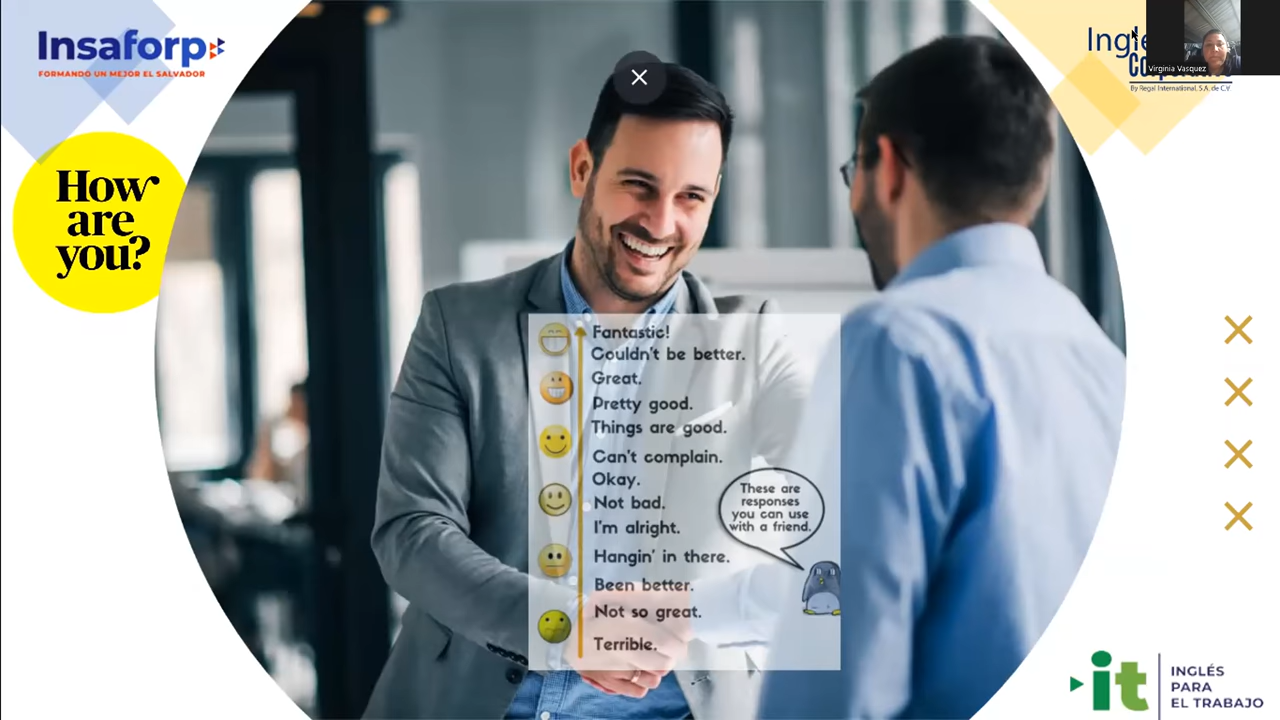 Insaforp
FORMANDO UN MEJOR EL SALVADOR
How
are
you?
Virginia Vasquez
By Regal International, S.A. de C.V.
Fantastic!
Couldn't be better.
Great.
Pretty good.
Things are good.
Can't complain.
Okay.
Not bad.
I'm alright.
Hangin' in there.
Been better.
Not so great.
Terrible.
These are
responses
you can use
with a friend.
it
INGLÉS
PARA
EL TRABAJO